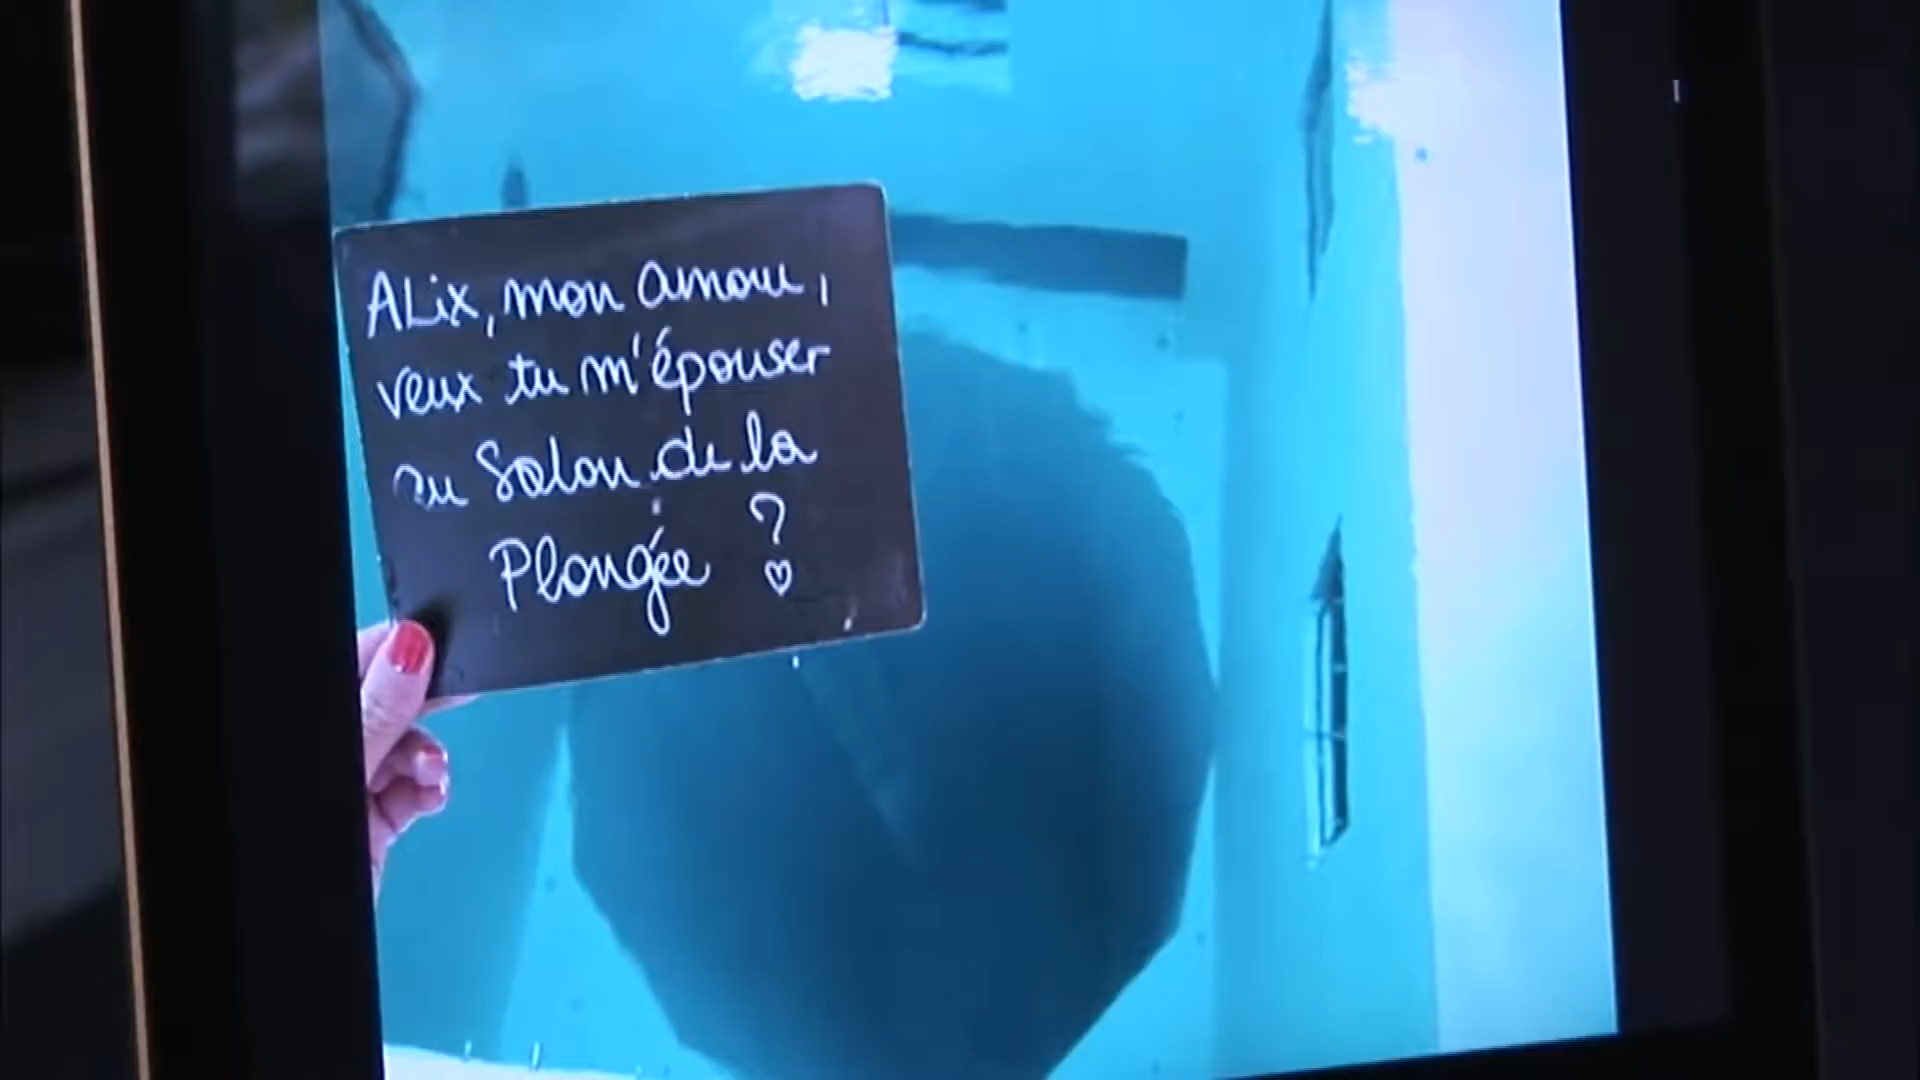 ALix, mon amour,
veux tu m'épouser
au Salon de la
Plongée ?